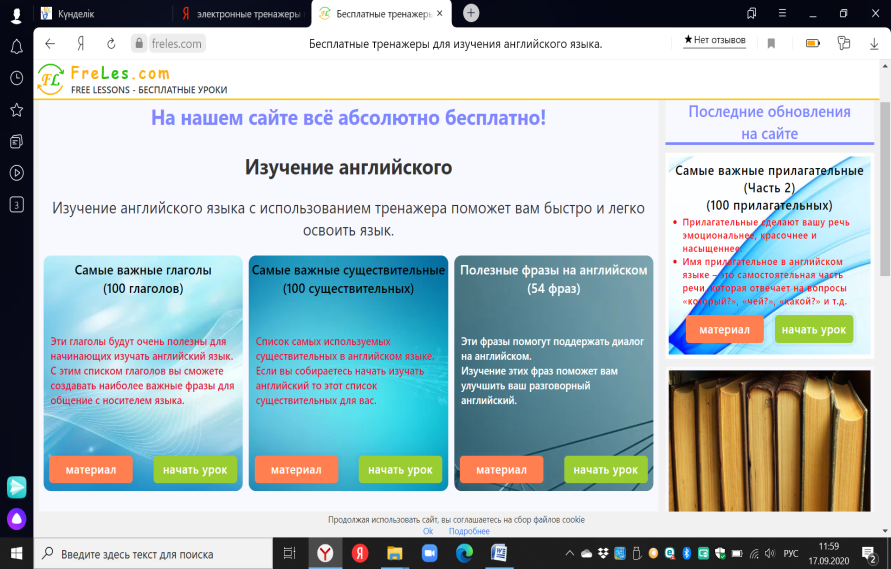 Күнделік
электронные тренажеры
Бесплатные тренажеры
freles.com
Бесплатные тренажеры для изучения английского языка.
★Нет отзывов
FL
FreLes.com
FREE LESSONS - БЕСПЛАТНЫЕ УРОКИ
На нашем сайте всё абсолютно бесплатно!
Изучение английского
Изучение английского языка с использованием тренажера поможет вам быстро и легко
освоить язык.
Самые важные глаголы
(100 глаголов)
Эти глаголы будут очень полезны для
начинающих изучать английский язык.
С этим список глаголов вы сможете
создавать наиболее важные фразы для
общение с носителем языка.
материал
начать урок
Самые важные существительные
(100 существительных)
Список самых используемых
существительных в английском языке.
Если вы собираетесь начать изучать
английский то этот список
существительных для вас.
материал
начать урок
Полезные фразы на английском
(54 фраз)
Эти фразы помогут поддержать диалог
на английском.
Изучение этих фраз поможет вам
улучшить ваш разговорный
английский.
материал
начать урок
Последние обновления
на сайте
Самые важные прилагательные
(Часть 2)
(100 прилагательных)
Прилагательные сделают вашу речь
эмоциональнее, красочнее и
насыщеннее.
Имя прилагательное в английском
языке – это самостоятельная часть
речи, которая отвечает на вопросы
«который?», «чей?», «какой?» и т.д.
материал
начать урок
Продолжая использовать сайт, вы соглашаетесь на сбор файлов cookie
Ok Подробнее
3
Введите здесь текст для поиска
РУС
11:59
17.09.2020
2